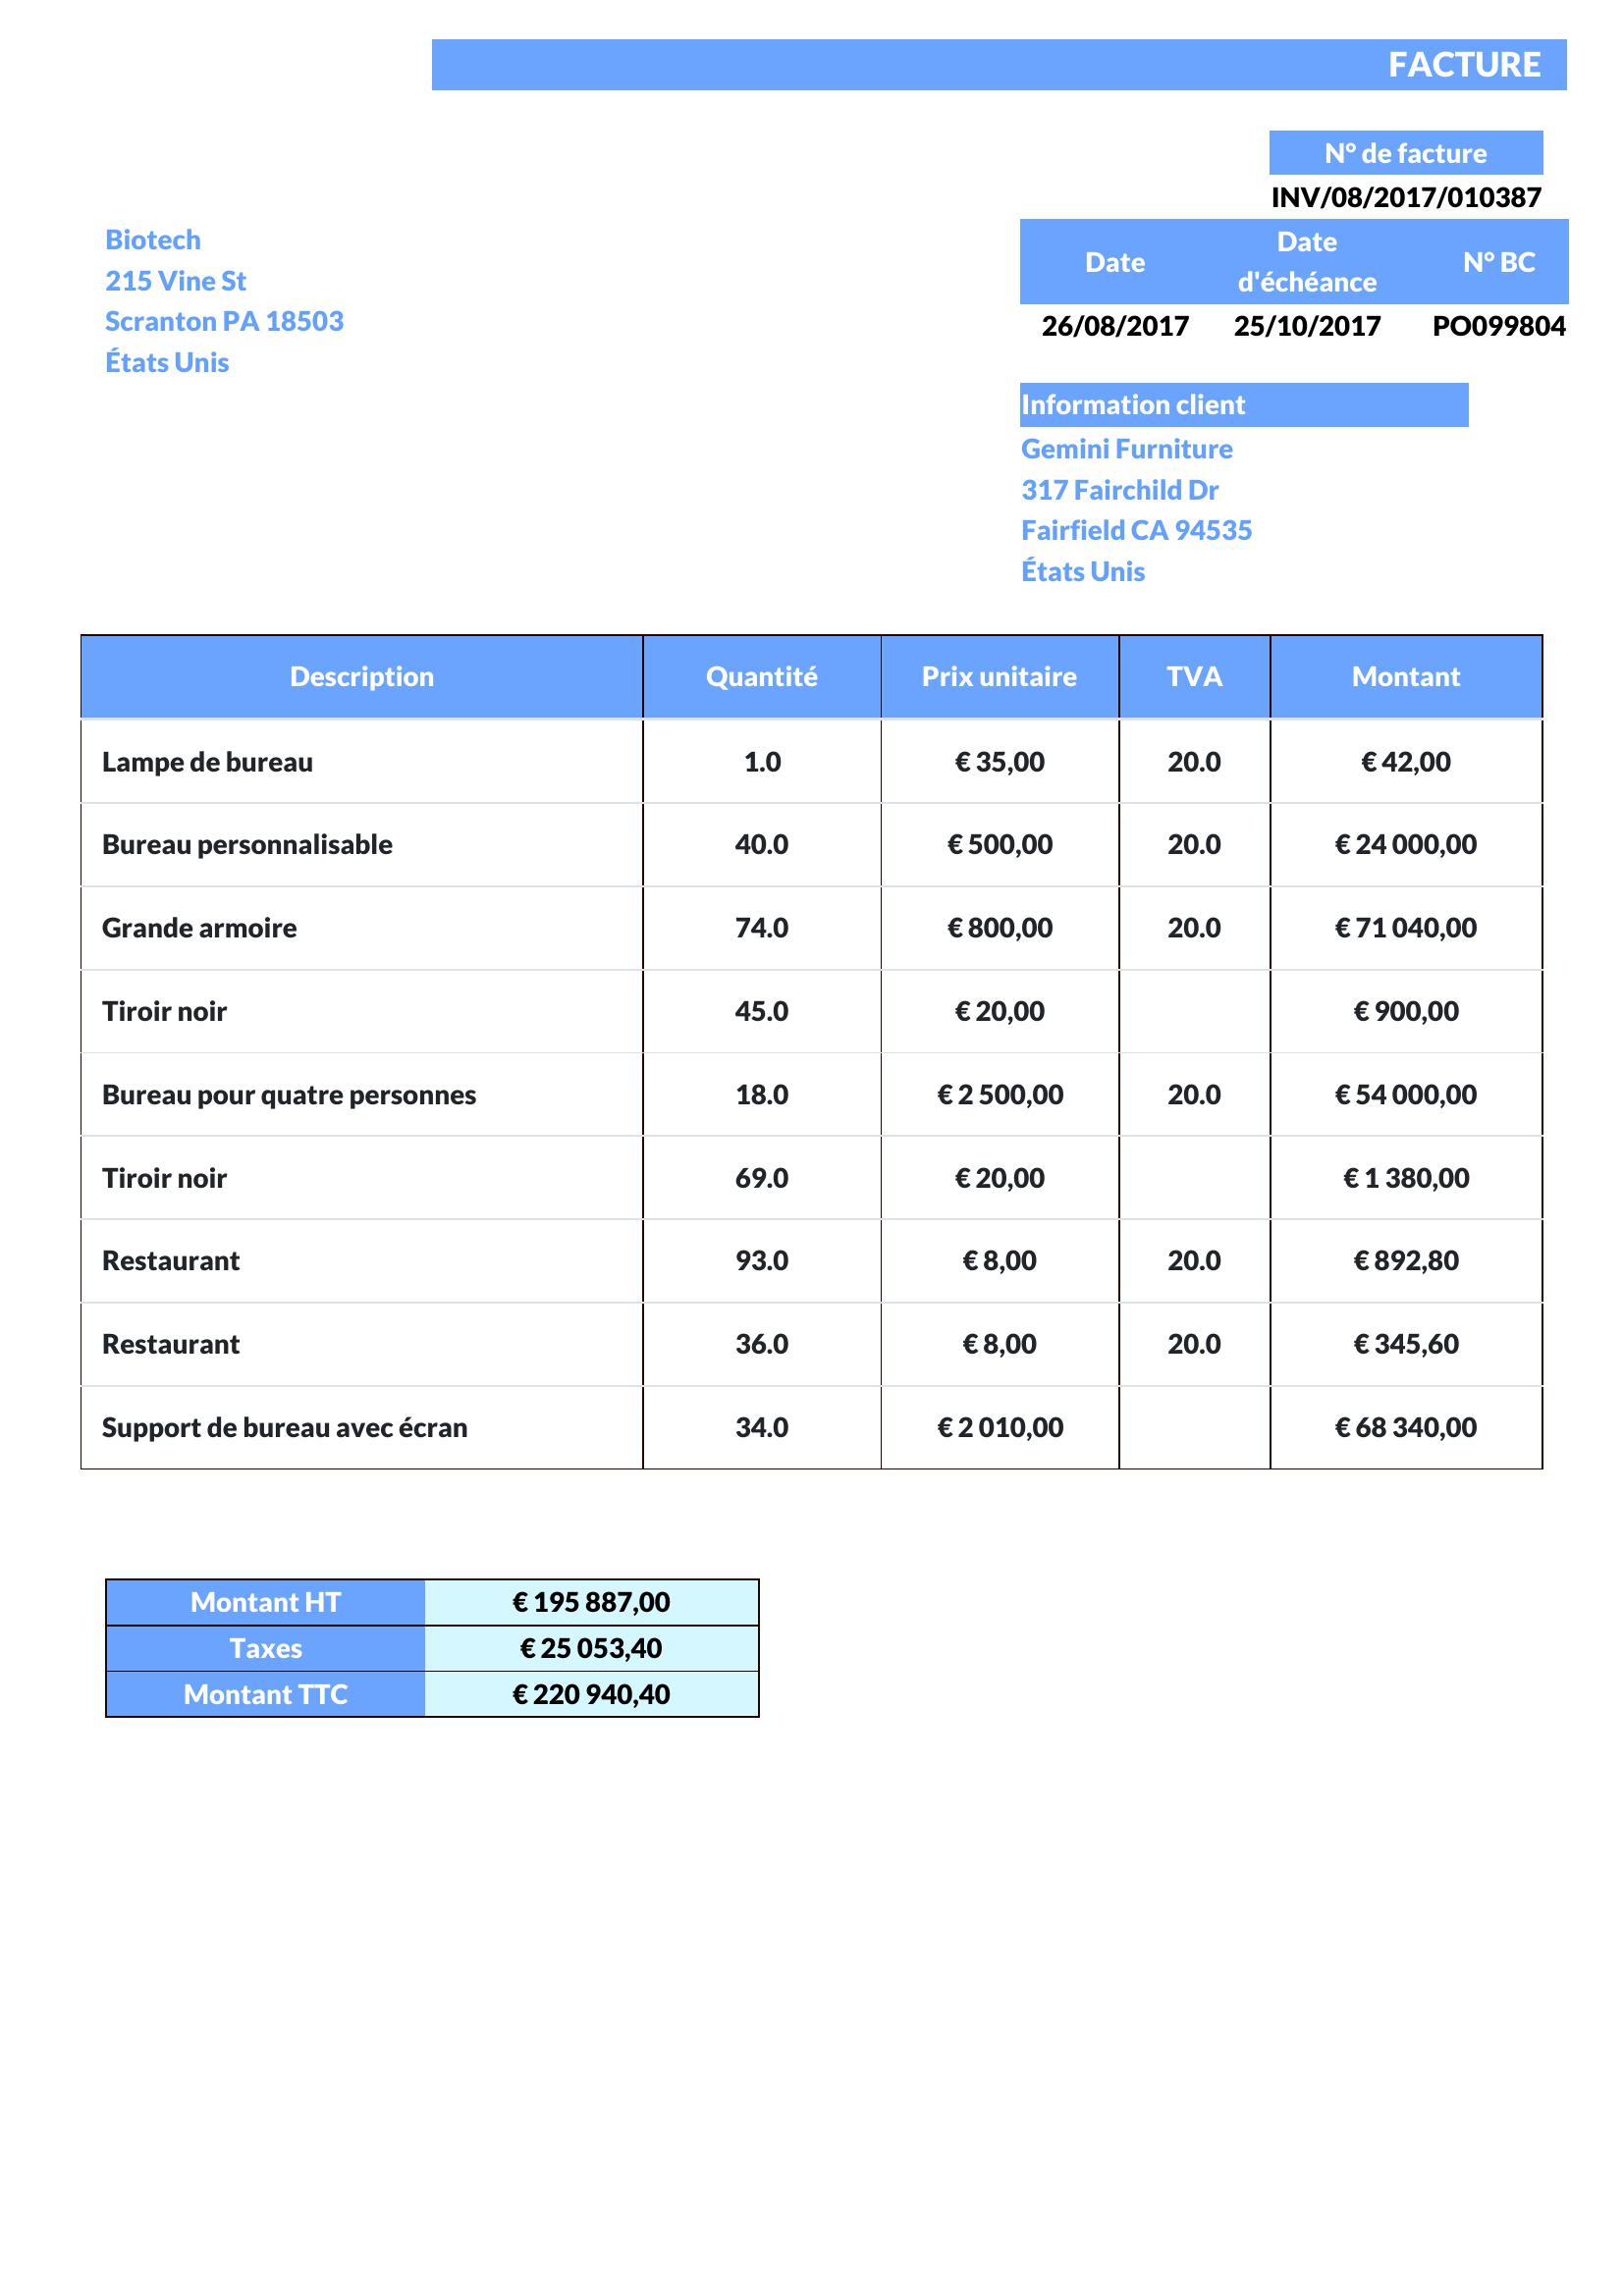 FACTURE
N° de facture
INV/08/2017/010387
Biotech
215 Vine St
Scranton PA 18503
États Unis
Date Date d'échéance N° BC
26/08/2017 25/10/2017 PO099804
Information client
Gemini Furniture
317 Fairchild Dr
Fairfield CA 94535
États Unis
Description Quantité Prix unitaire TVA Montant
Lampe de bureau 1.0 € 35,00 20.0 € 42,00
Bureau personnalisable 40.0 € 500,00 20.0 € 24 000,00
Grande armoire 74.0 € 800,00 20.0 € 71 040,00
Tiroir noir 45.0 € 20,00 € 900,00
Bureau pour quatre personnes 18.0 € 2 500,00 20.0 € 54 000,00
Tiroir noir 69.0 € 20,00 € 1 380,00
Restaurant 93.0 € 8,00 20.0 € 892,80
Restaurant 36.0 € 8,00 20.0 € 345,60
Support de bureau avec écran 34.0 € 2 010,00 € 68 340,00
Montant HT € 195 887,00
Taxes € 25 053,40
Montant TTC € 220 940,40